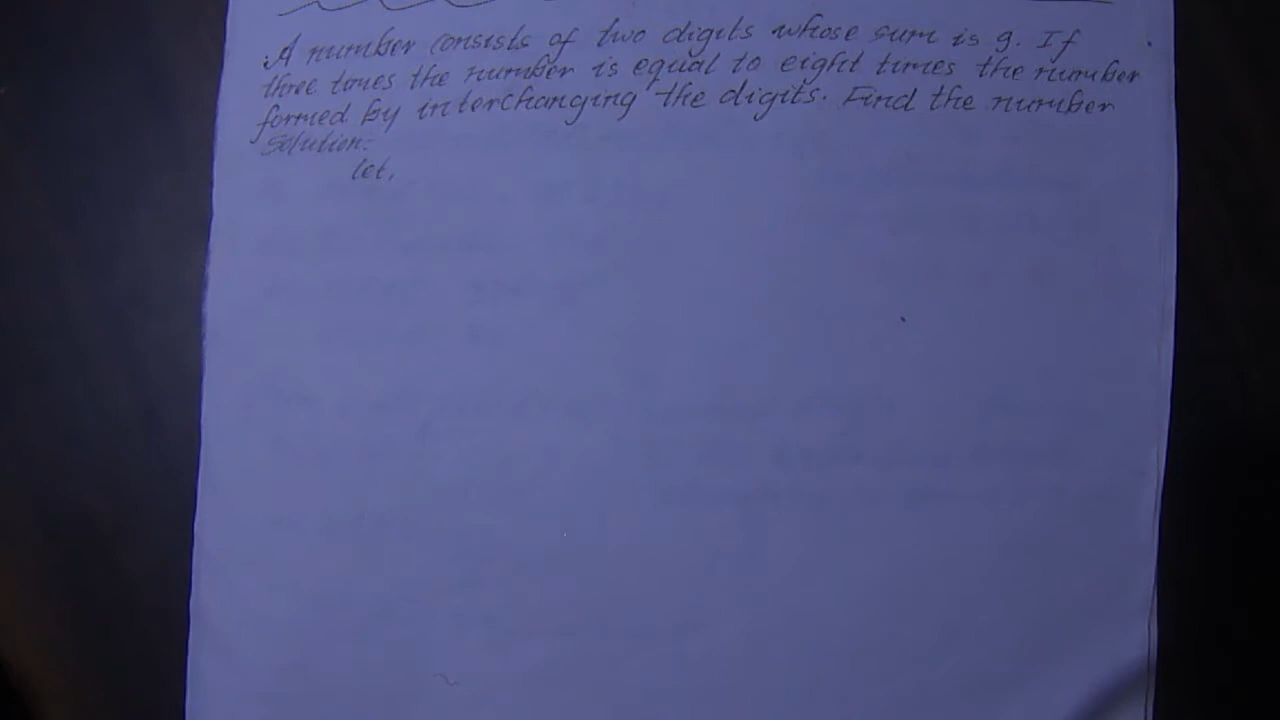 A number consists of two digits whose sum is 9. If
three times the number is equal to eight times the number
formed by interchanging the digits. Find the number
Solution:
let,